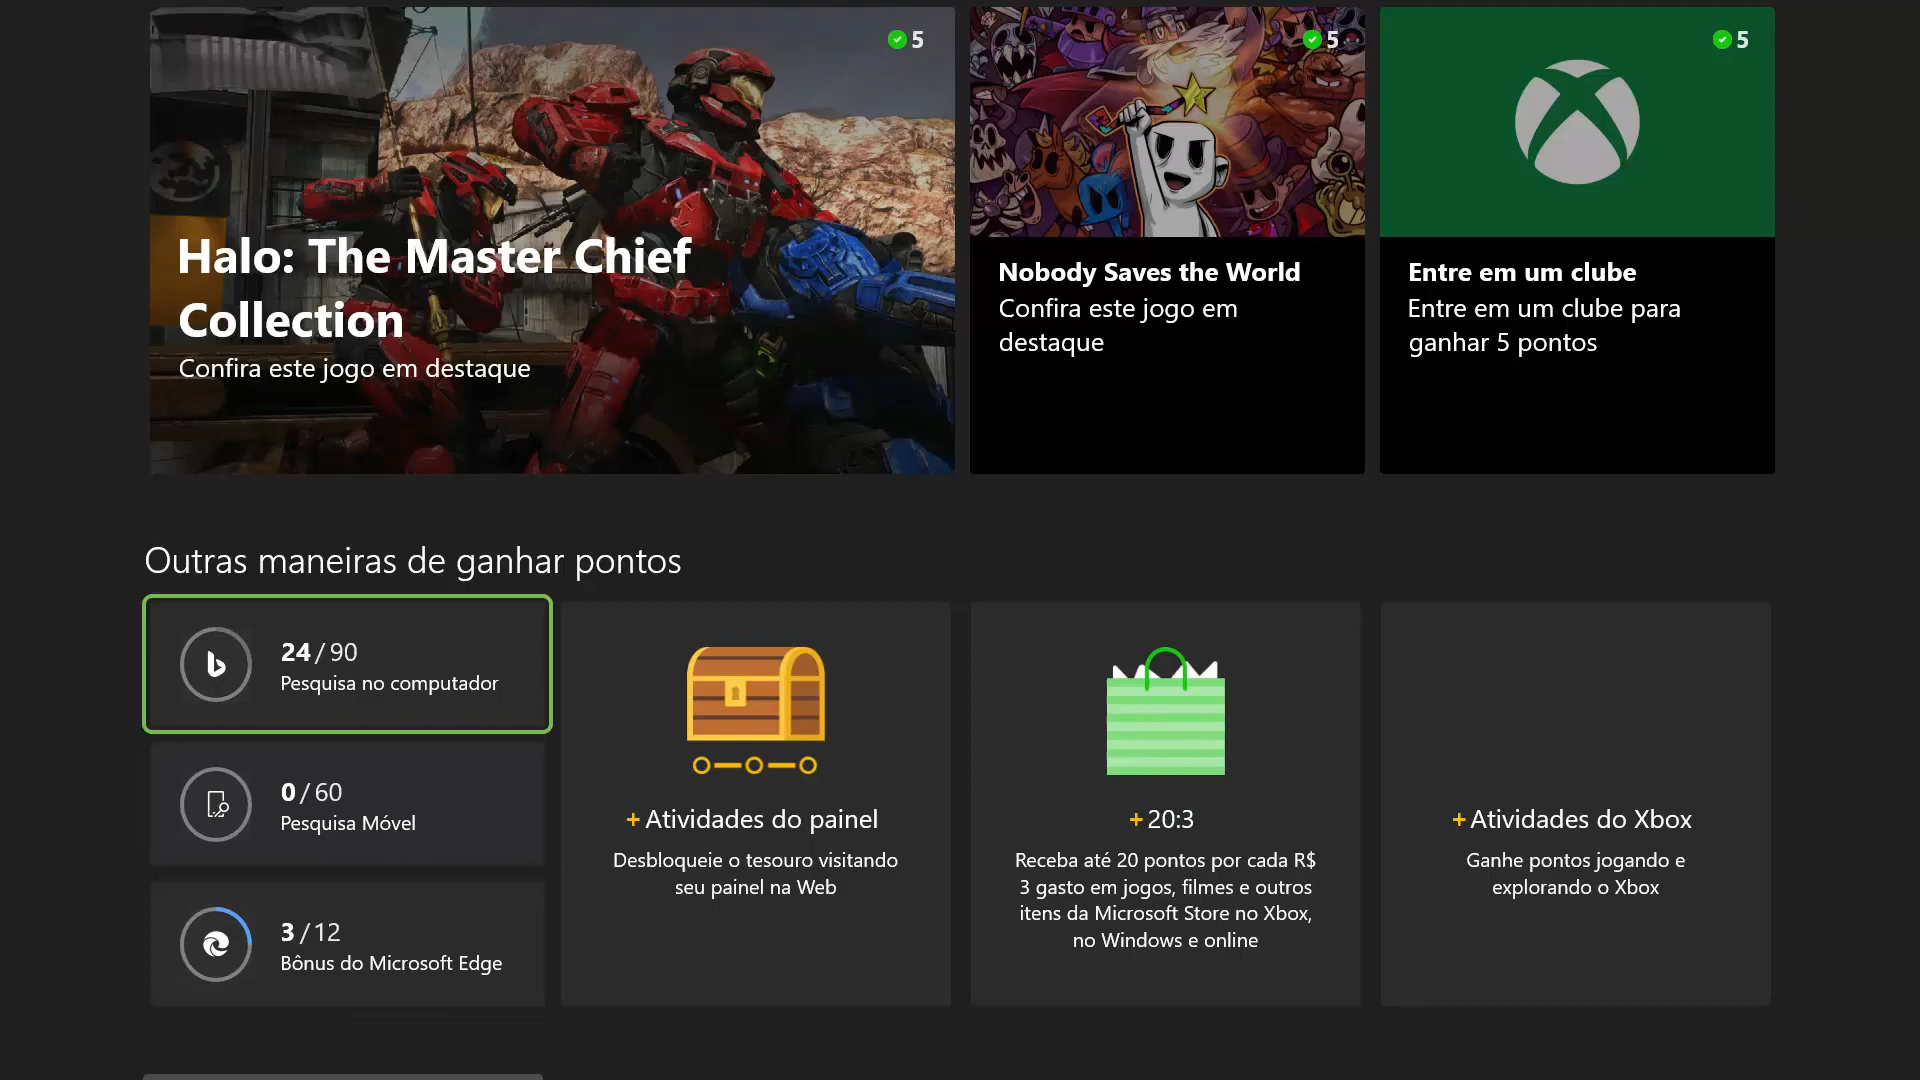 5
5
5
Halo: The Master Chief
Collection
Confira este jogo em destaque
Nobody Saves the World
Confira este jogo em
destaque
Entre em um clube
Entre em um clube para
ganhar 5 pontos
Outras maneiras de ganhar pontos
24/90
Pesquisa no computador
0/60
Pesquisa Móvel
3/12
Bônus do Microsoft Edge
+Atividades do painel
Desbloqueie o tesouro visitando
seu painel na Web
+20:3
Receba até 20 pontos por cada R$
3 gasto em jogos, filmes e outros
itens da Microsoft Store no Xbox,
no Windows e online
+Atividades do Xbox
Ganhe pontos jogando e
explorando o Xbox